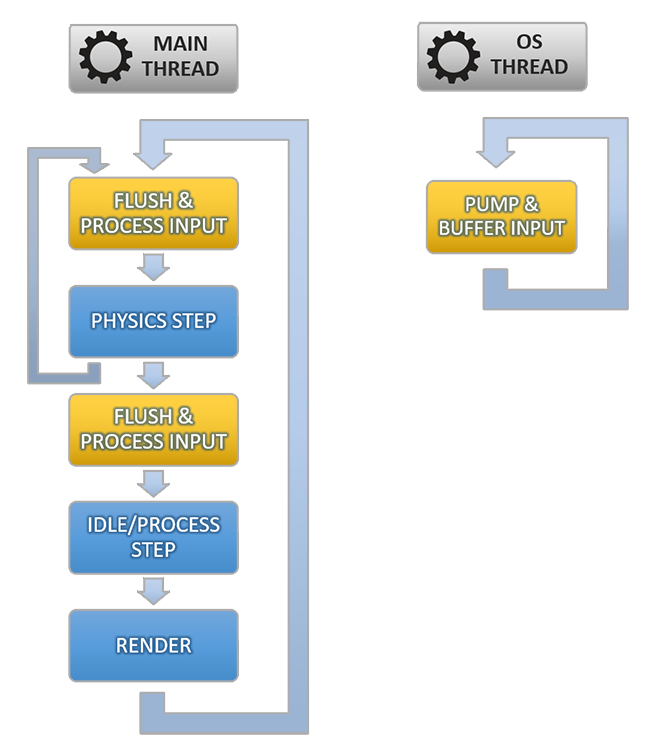 MAIN
THREAD
FLUSH &
PROCESS INPUT
PHYSICS STEP
FLUSH &
PROCESS INPUT
IDLE/PROCESS
STEP
RENDER
OS
THREAD
PUMP &
BUFFER INPUT